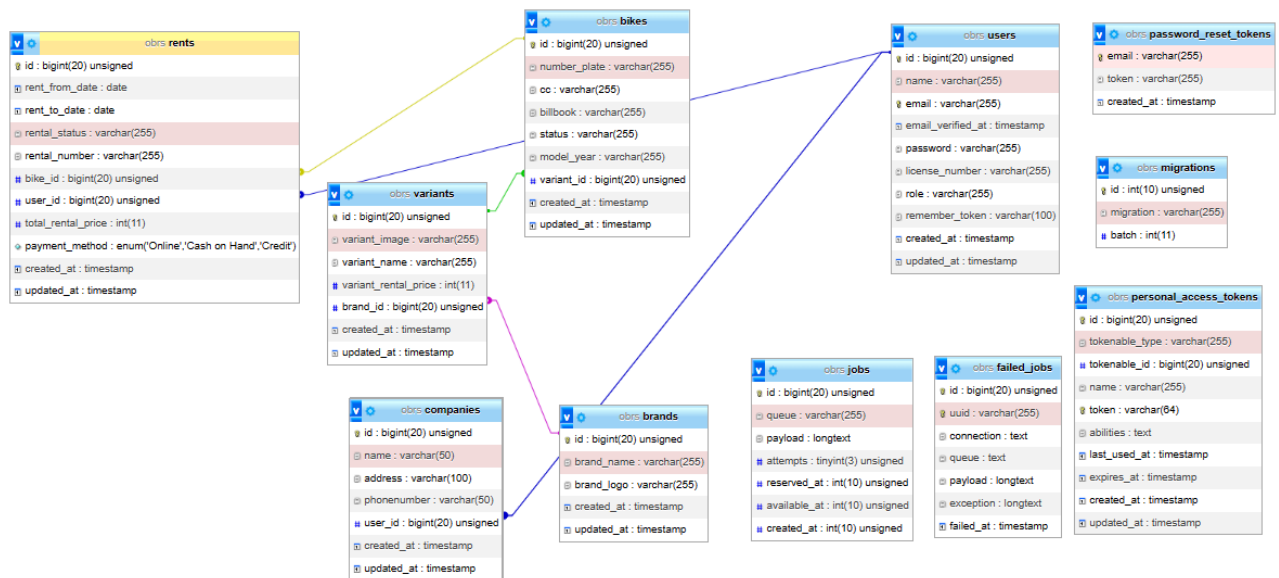 obrs rents
id : bigint(20) unsigned
rent_from_date : date
rent_to_date : date
rental_status : varchar(255)
rental_number : varchar(255)
bike_id : bigint(20) unsigned
user_id : bigint(20) unsigned
total_rental_price : int(11)
payment_method : enum('Online','Cash on Hand','Credit')
created_at : timestamp
updated_at : timestamp
obrs variants
id : bigint(20) unsigned
variant_image : varchar(255)
variant_name : varchar(255)
variant_rental_price : int(11)
brand_id : bigint(20) unsigned
created_at : timestamp
updated_at : timestamp
obrs bikes
id : bigint(20) unsigned
number_plate : varchar(255)
cc : varchar(255)
billbook : varchar(255)
status : varchar(255)
model_year : varchar(255)
variant_id : bigint(20) unsigned
created_at : timestamp
updated_at : timestamp
obrs users
id : bigint(20) unsigned
name : varchar(255)
email : varchar(255)
email_verified_at : timestamp
password : varchar(255)
license_number : varchar(255)
role : varchar(255)
remember_token : varchar(100)
created_at : timestamp
updated_at : timestamp
obrs password_reset_tokens
email : varchar(255)
token : varchar(255)
created_at : timestamp
obrs migrations
id : int(10) unsigned
migration : varchar(255)
batch : int(11)
obrs companies
id : bigint(20) unsigned
name : varchar(50)
address : varchar(100)
phonenumber : varchar(50)
user_id : bigint(20) unsigned
created_at : timestamp
updated_at : timestamp
obrs brands
id : bigint(20) unsigned
brand_name : varchar(255)
brand_logo : varchar(255)
created_at : timestamp
updated_at : timestamp
obrs jobs
id : bigint(20) unsigned
queue : varchar(255)
payload : longtext
attempts : tinyint(3) unsigned
reserved_at : int(10) unsigned
available_at : int(10) unsigned
created_at : int(10) unsigned
obrs failed_jobs
id : bigint(20) unsigned
uuid : varchar(255)
connection : text
queue : text
payload : longtext
exception : longtext
failed_at : timestamp
obrs personal_access_tokens
id : bigint(20) unsigned
tokenable_type : varchar(255)
tokenable_id : bigint(20) unsigned
name : varchar(255)
token : varchar(64)
abilities : text
last_used_at : timestamp
expires_at : timestamp
created_at : timestamp
updated_at : timestamp